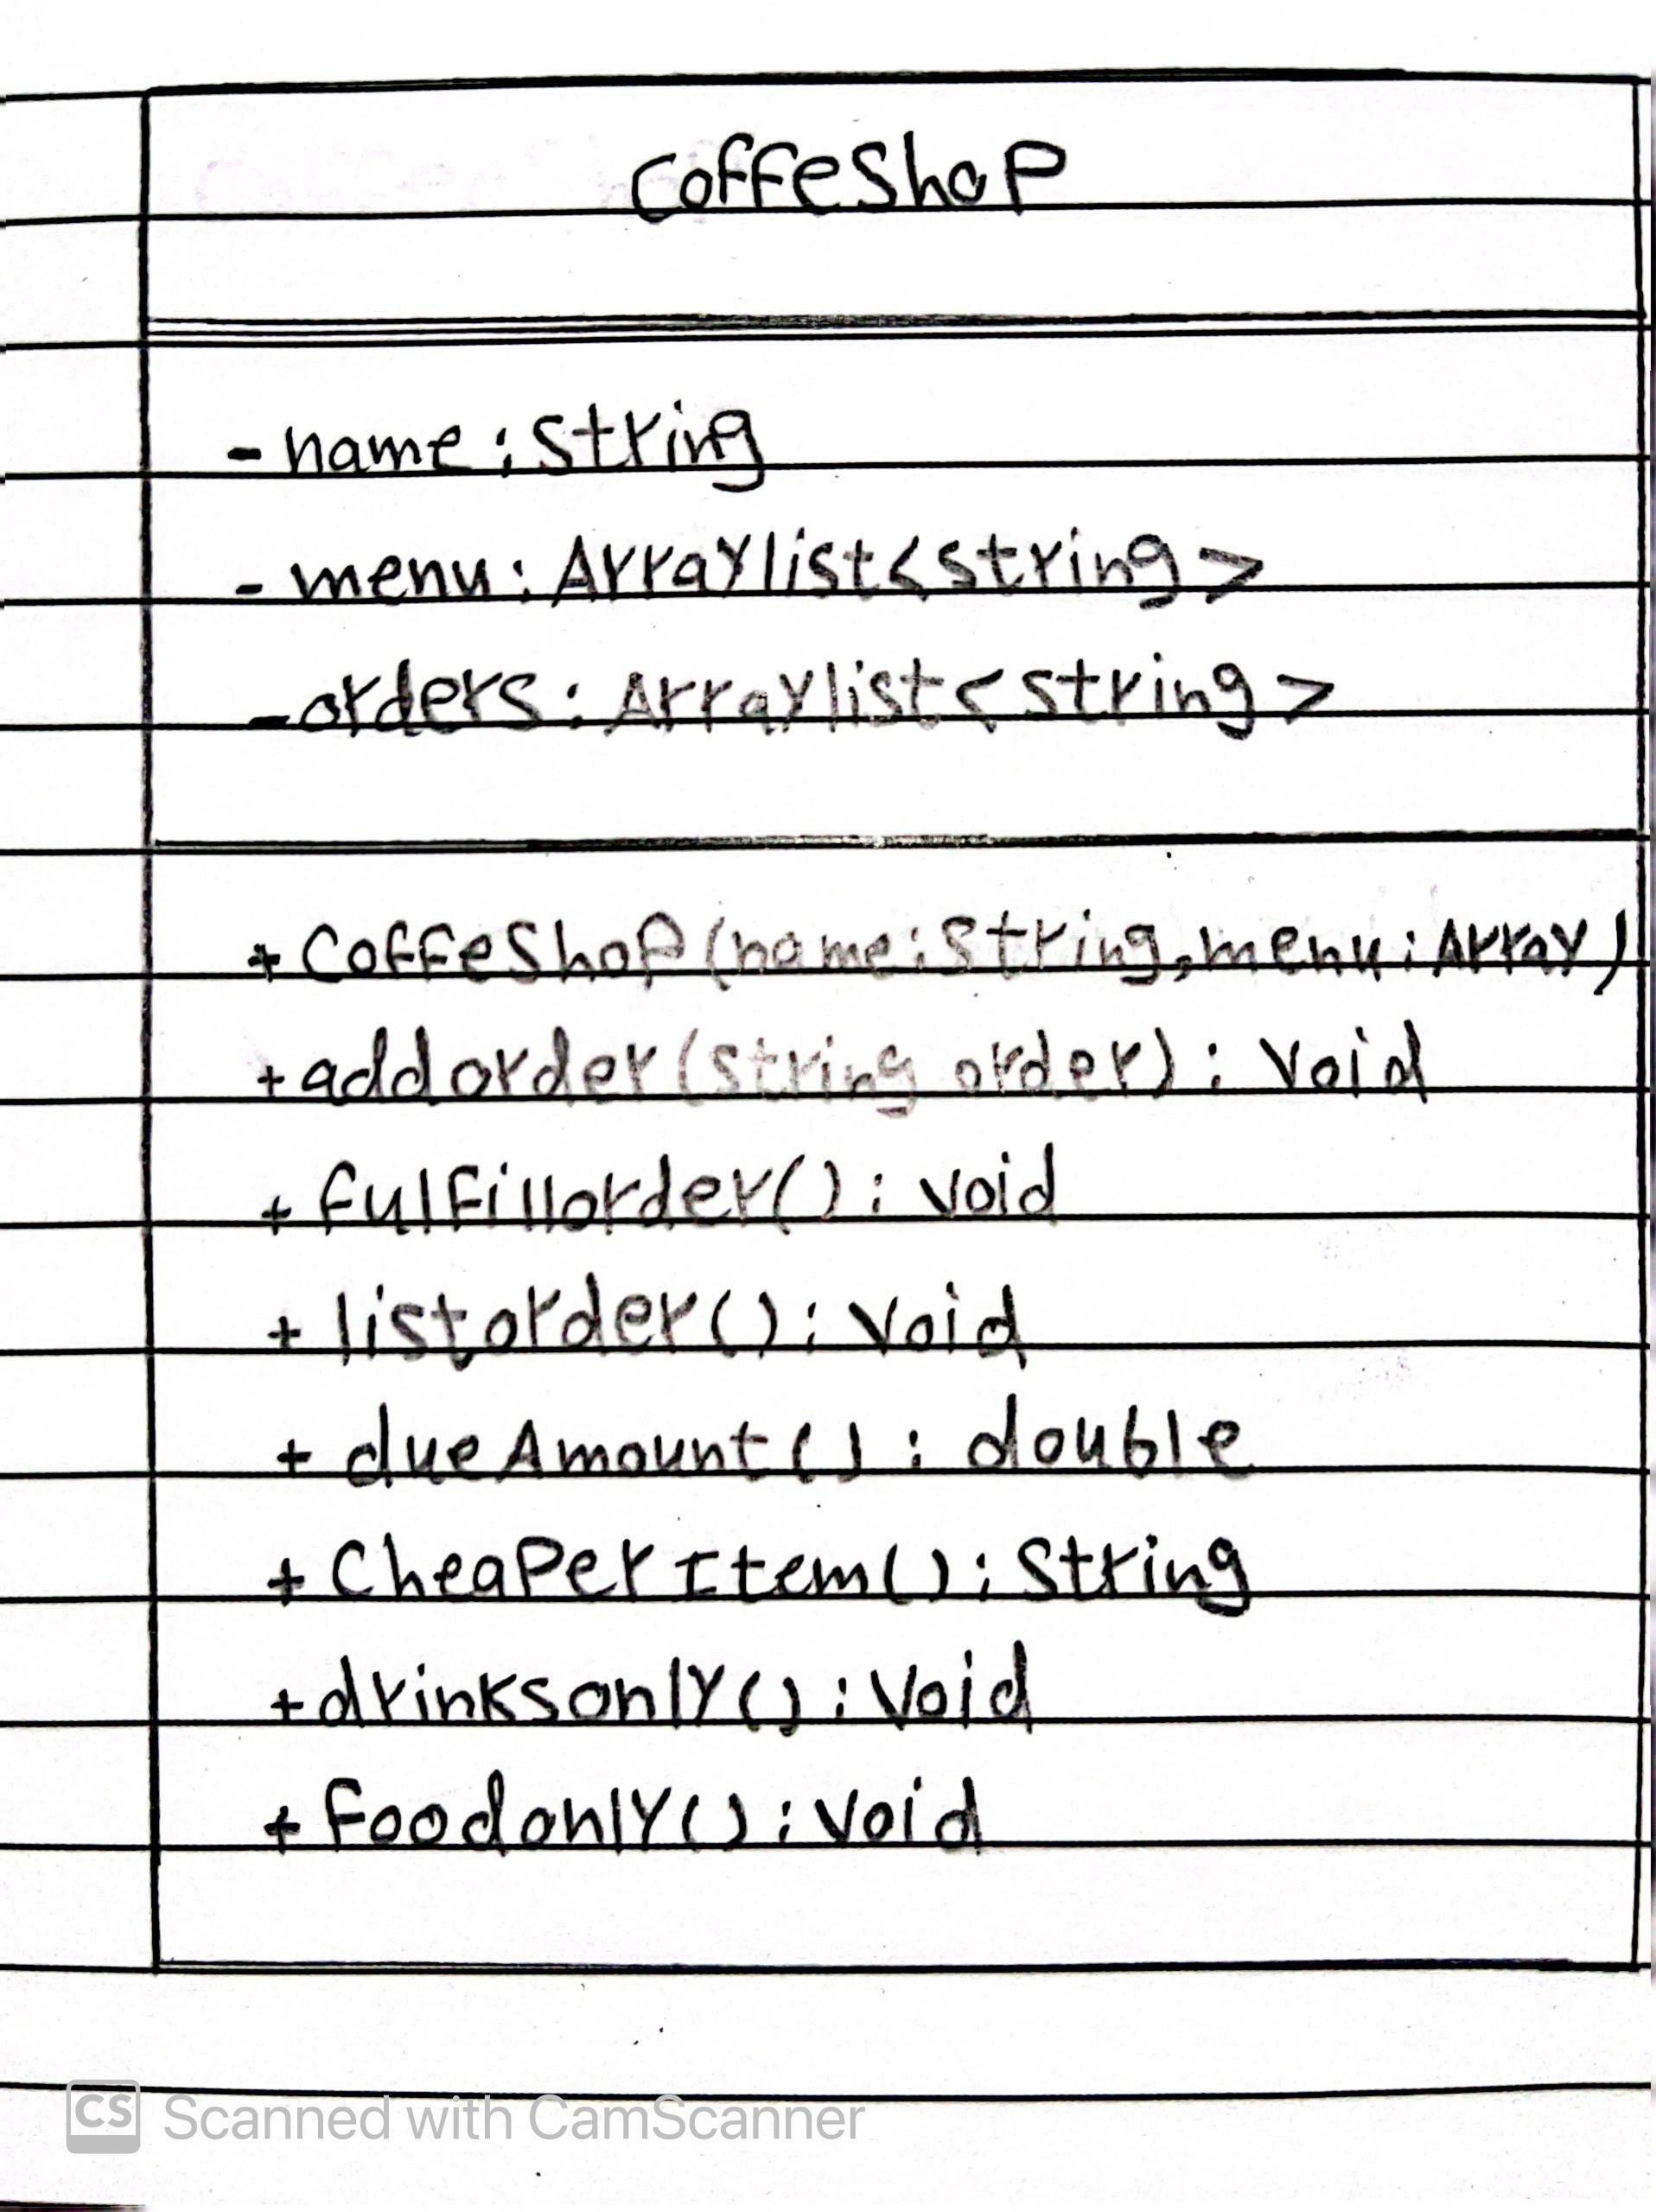 CoffeShop
- name : String
- menu : Arraylist<string>
- orders : Arraylist<string>
+ CoffeShop(name : String, menu : Array)
+ addorder(String order) : Void
+ fulfillorder() : void
+ listorder() : Void
+ dueAmount() : double
+ CheaperItem() : String
+ drinksonly() : Void
+ foodonly() : Void
CS Scanned with CamScanner